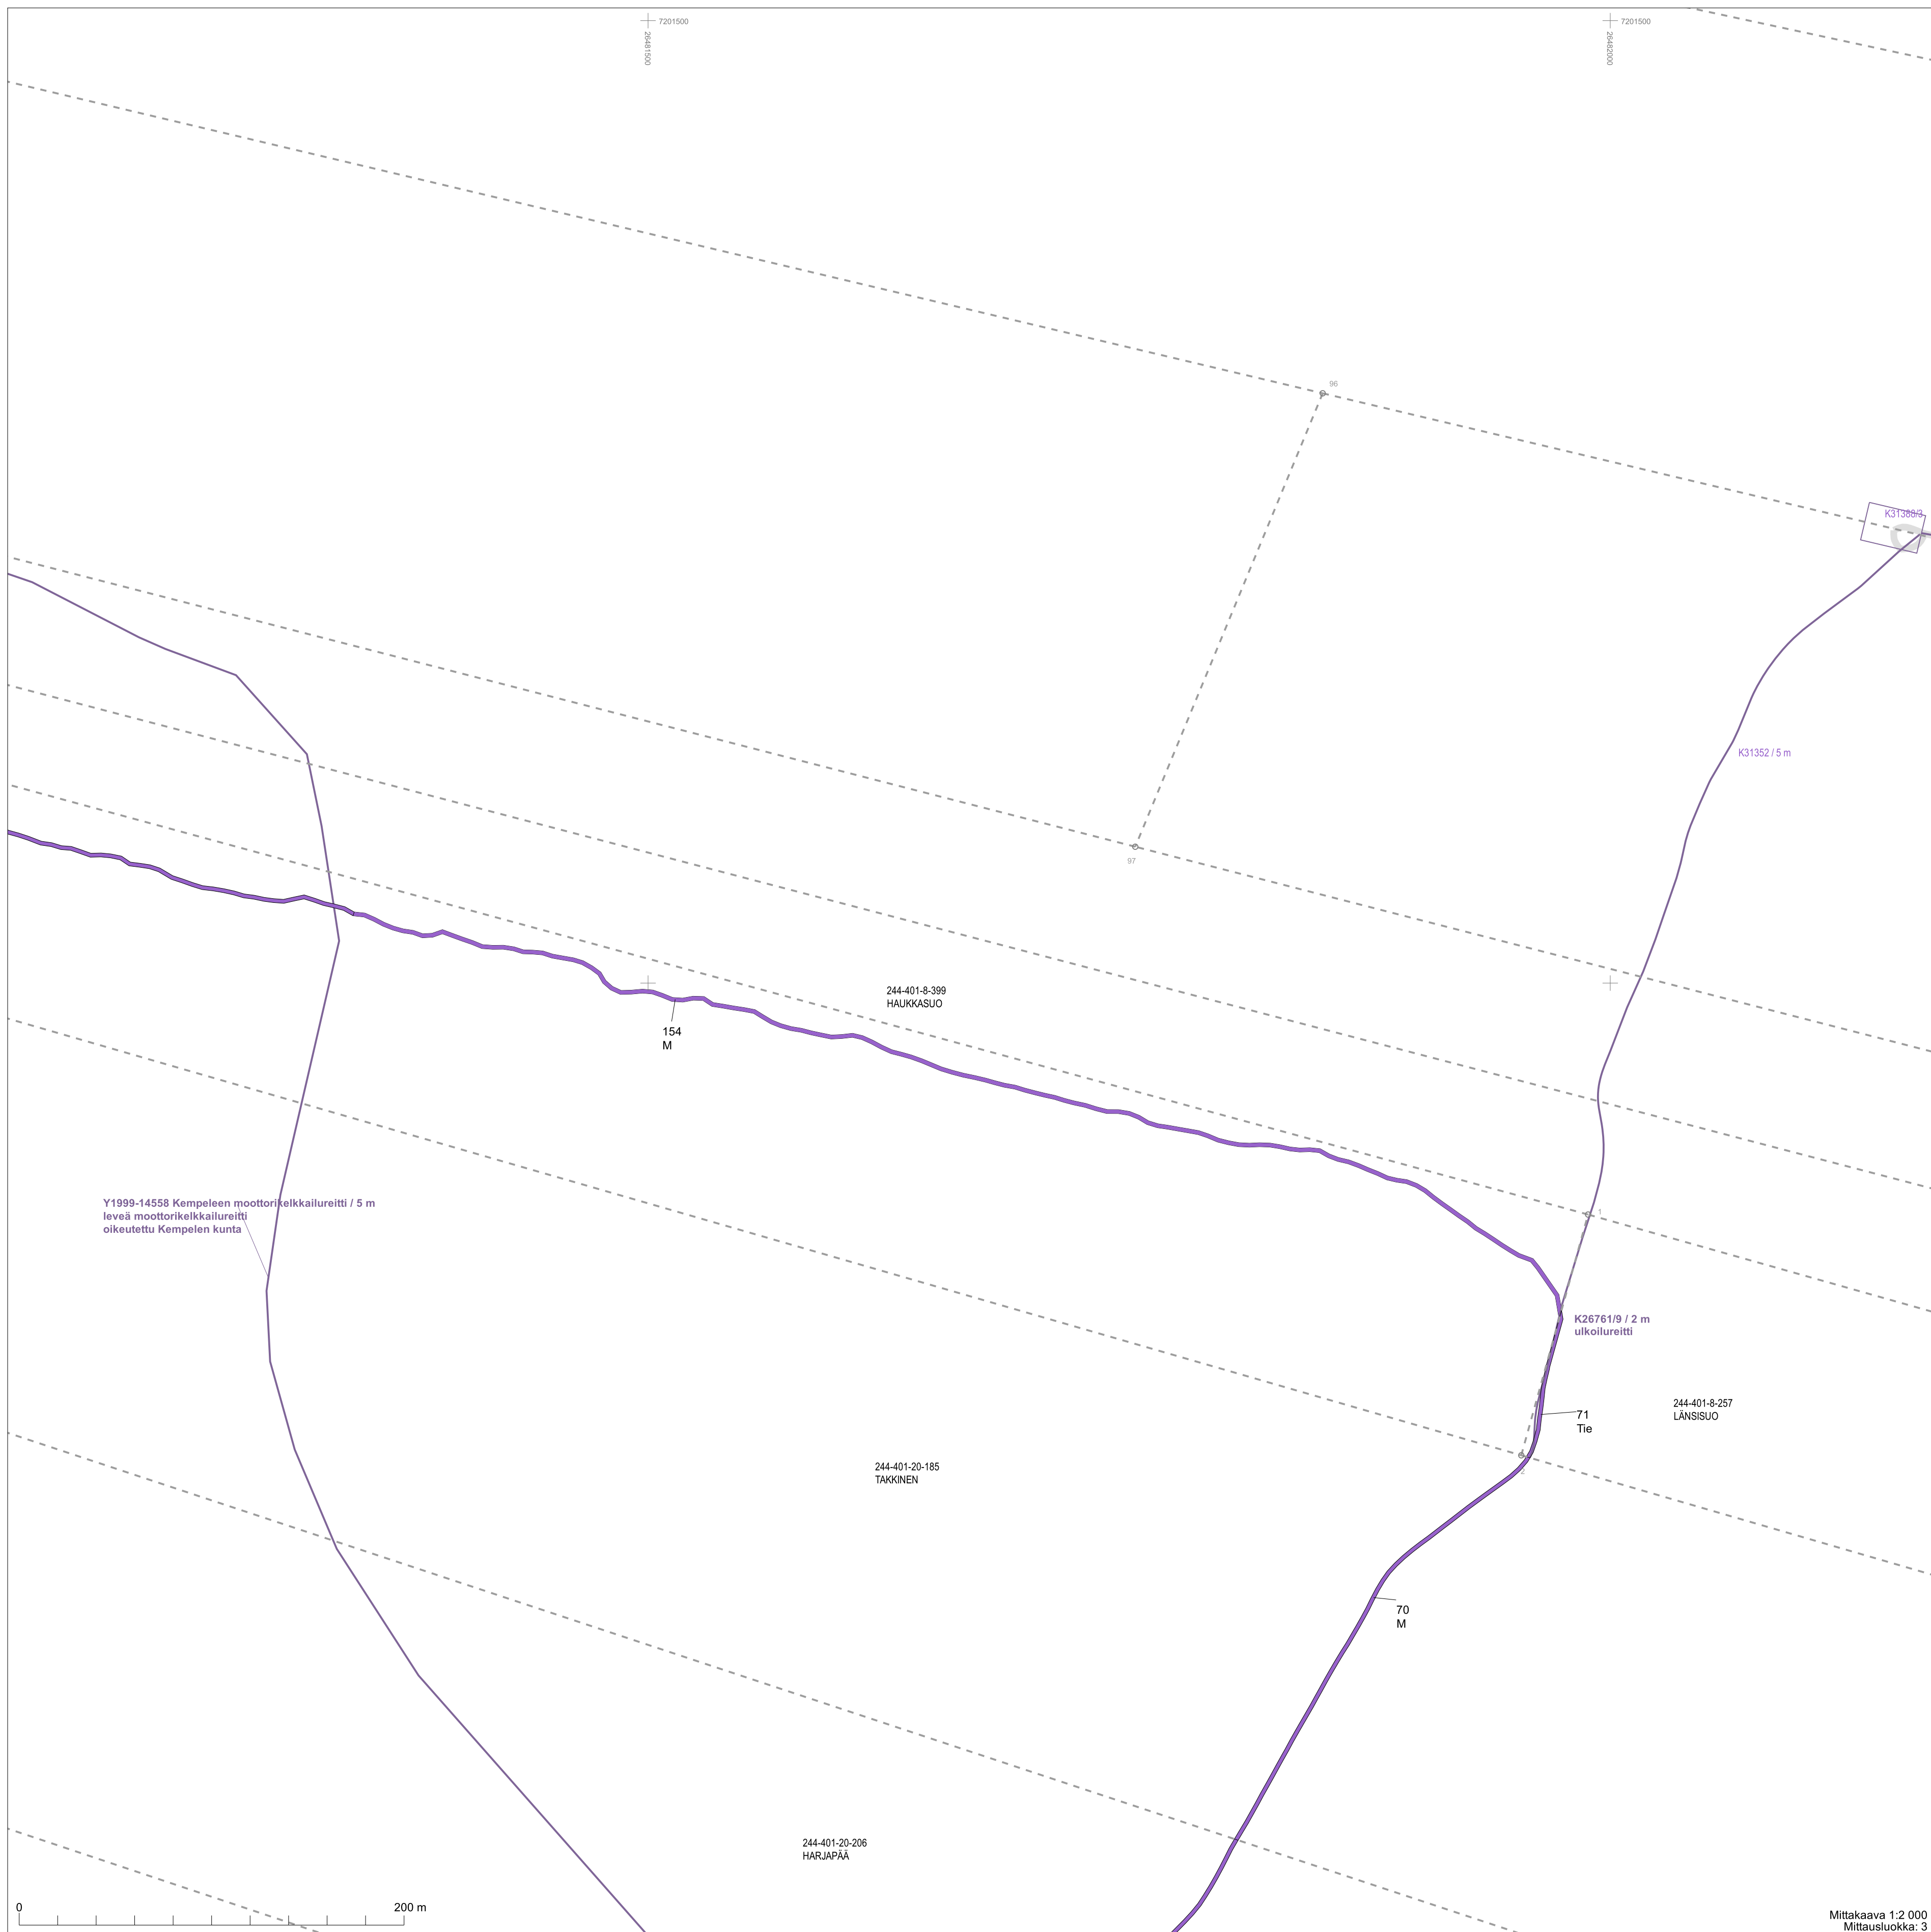 7201500
7201500
26481500
26482000
96
K31388/3
K31352 / 5 m
97
244-401-8-399
HAUKKASUO
154
M
Y1999-14558 Kempeleen moottorikelkkailureitti / 5 m
leveä moottorikelkkailureitti
oikeutettu Kempelen kunta
1
K26761/9 / 2 m
ulkoilureitti
244-401-8-257
LÄNSISUO
71
Tie
244-401-20-185
TAKKINEN
2
70
M
244-401-20-206
HARJAPÄÄ
0
200 m
Mittakaava 1:2 000
Mittausluokka: 3